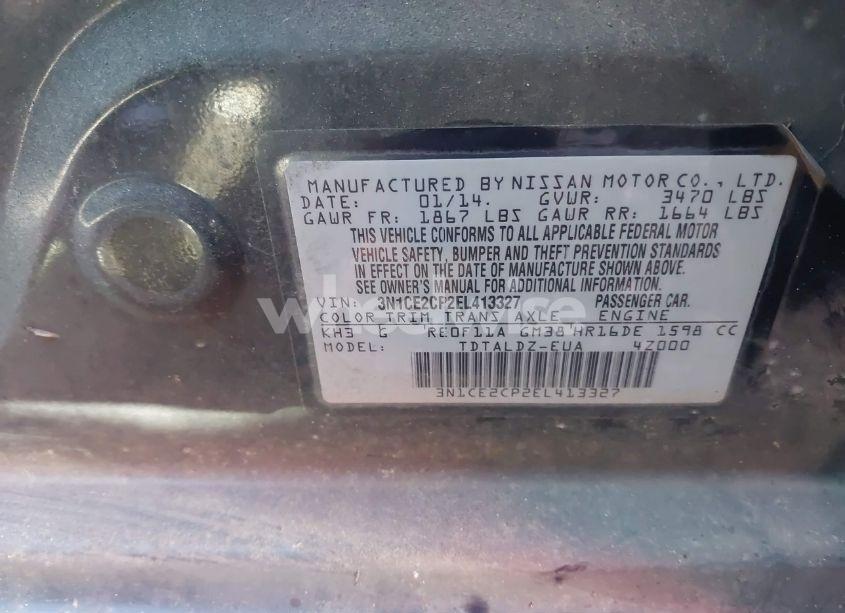 MANUFACTURED BY NISSAN MOTOR CO., LTD.
DATE: 01/14. GVWR: 3470 LBS
GAWR FR: 1867 LBS GAWR RR: 1664 LBS
THIS VEHICLE CONFORMS TO ALL APPLICABLE FEDERAL MOTOR
VEHICLE SAFETY, BUMPER AND THEFT PREVENTION STANDARDS
IN EFFECT ON THE DATE OF MANUFACTURE SHOWN ABOVE.
SEE OWNER'S MANUAL FOR ADDITIONAL INFORMATION.
VIN: 3N1CE2CP2EL413327 PASSENGER CAR.
COLOR TRIM TRANS AXLE ENGINE
KH3 G RE0F11A GM38 HR16DE 1598 CC
MODEL: TDTALDZ-EUA 4Z000
3N1CE2CP2EL413327